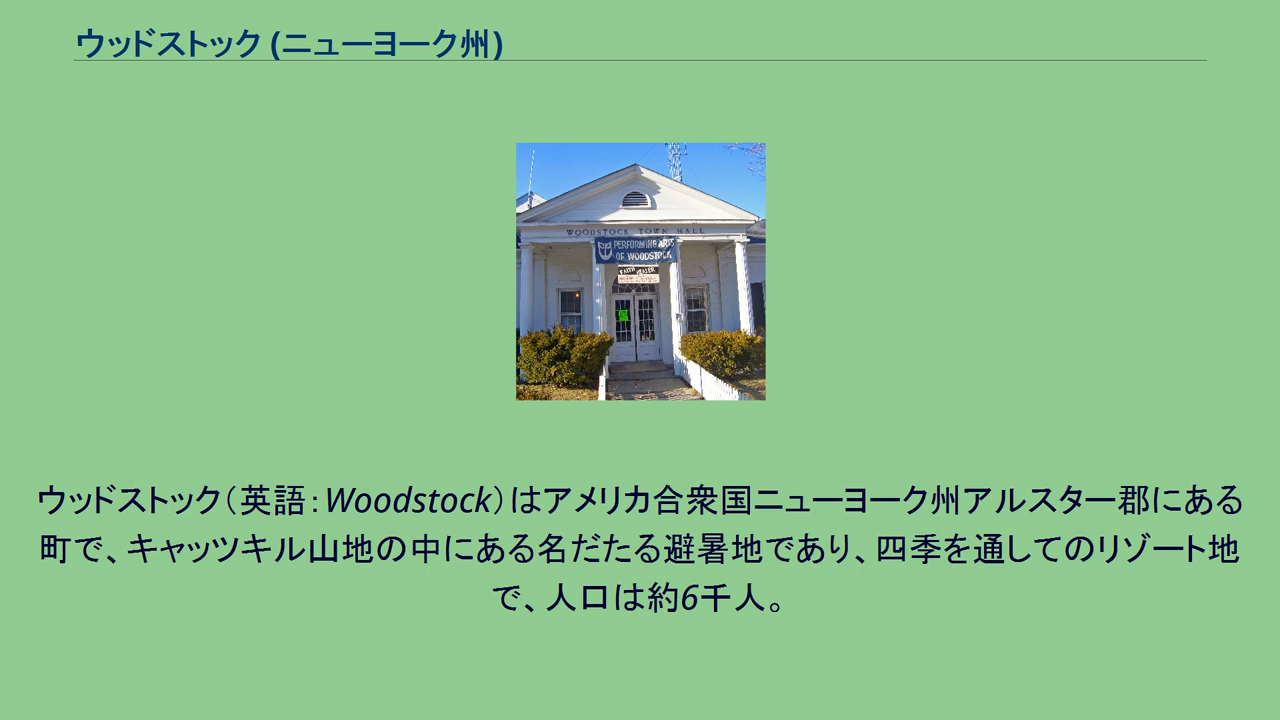 ウッドストック (ニューヨーク州)
WOODSTOCK TOWN HALL
PERFORMING ARTS
OF WOODSTOCK
FAITH HEALER
ウッドストック（英語：Woodstock）はアメリカ合衆国ニューヨーク州アルスター郡にある
町で、キャッツキル山地の中にある名だたる避暑地であり、四季を通してのリゾート地
で、人口は約6千人。